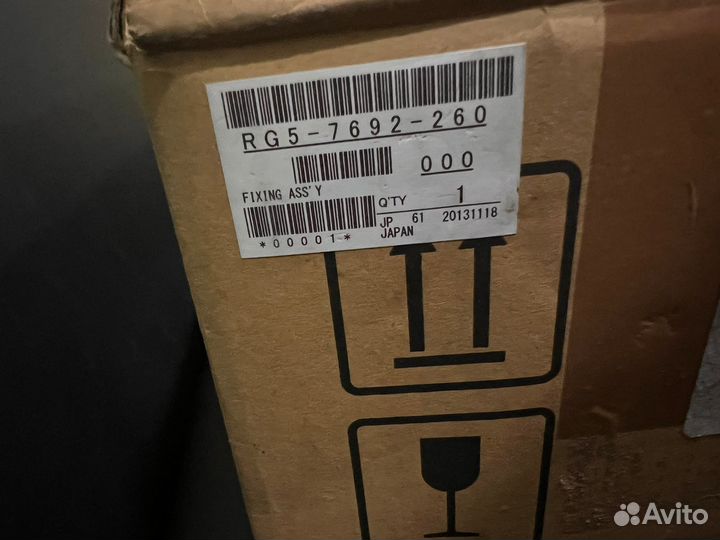 RG5-7692-260
000
FIXING ASS'Y
Q'TY 1
*00001*
JP 61 20131118
JAPAN
Avito